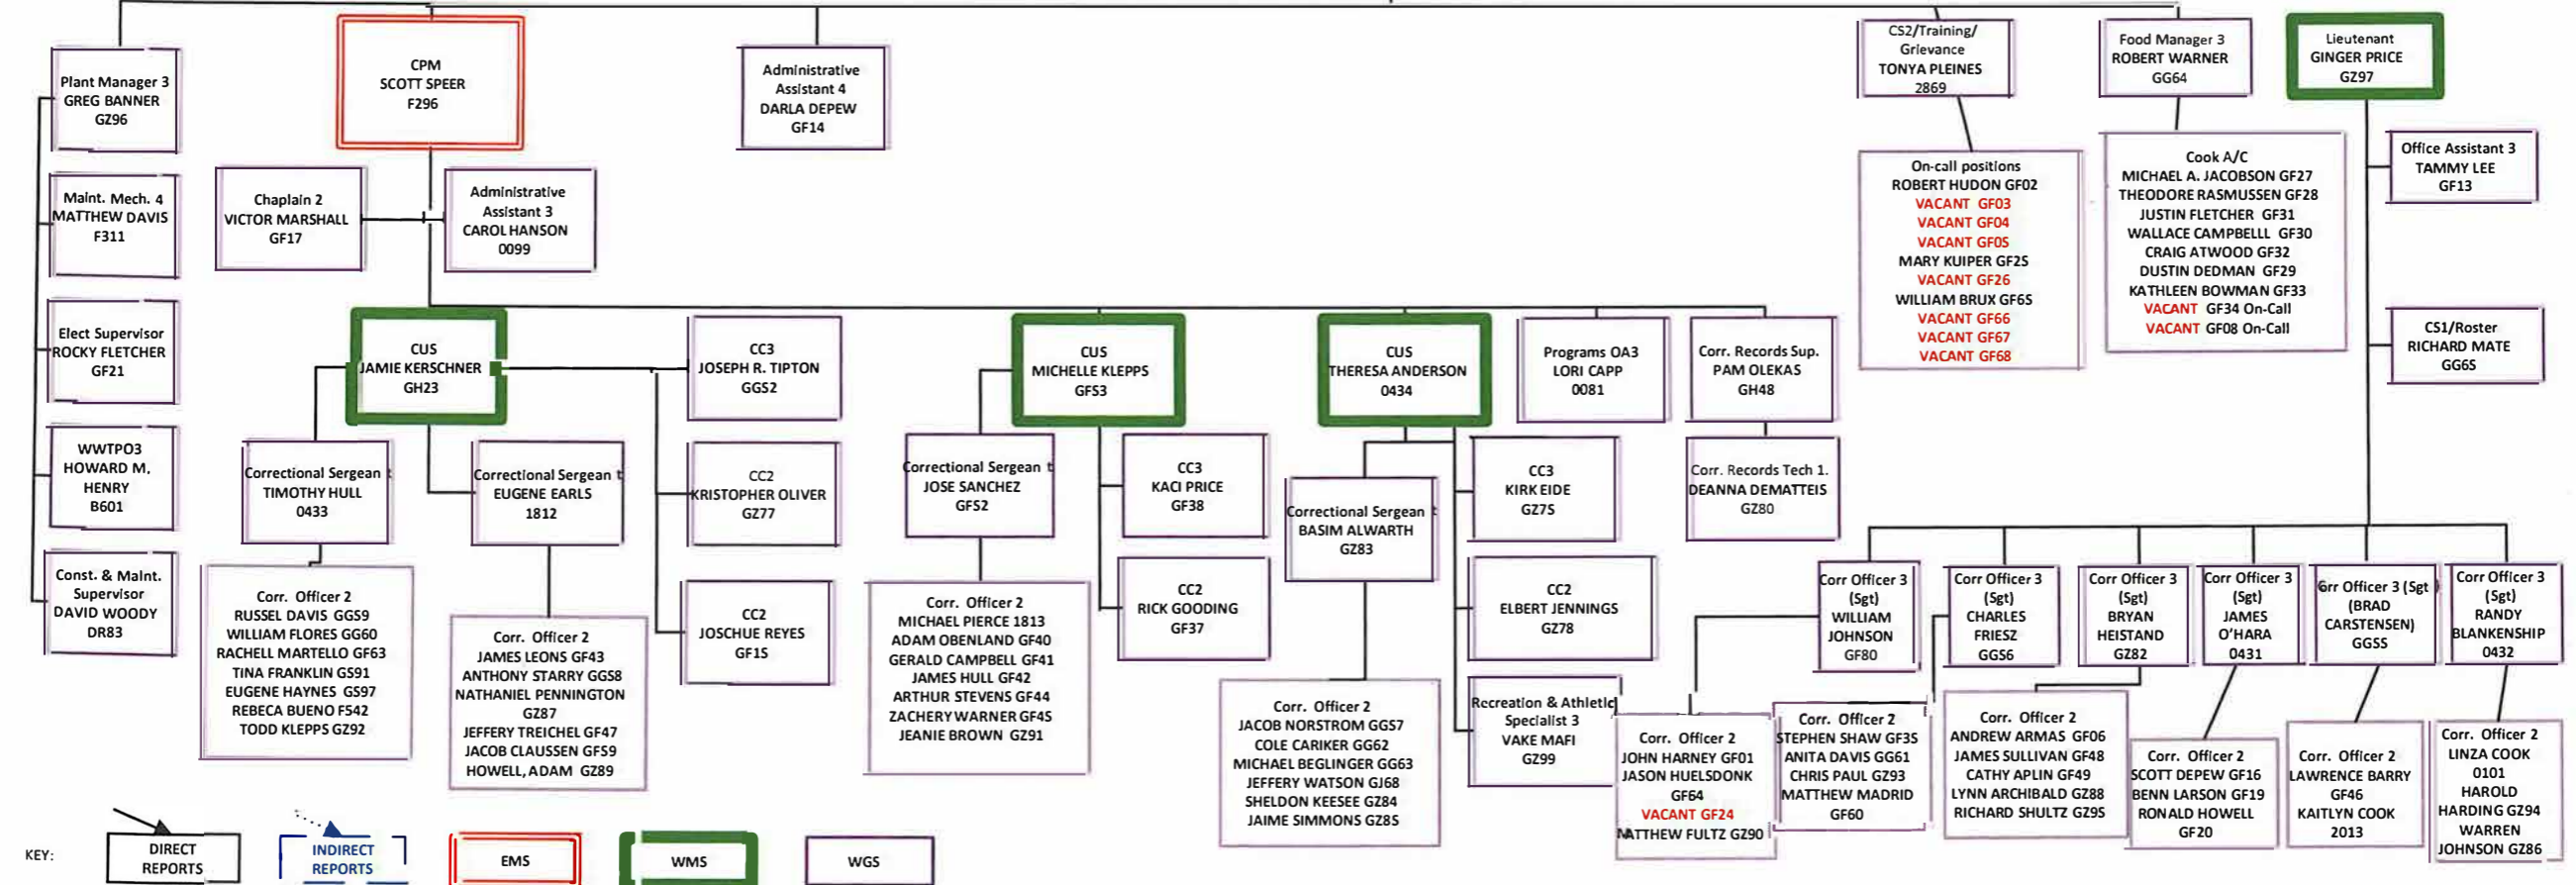 Plant Manager 3
GREG BANNER
GZ96
Maint. Mech. 4
MATTHEW DAVIS
F311
Elect Supervisor
ROCKY FLETCHER
GF21
WWTPO3
HOWARD M,
HENRY
B601
Const. & Maint.
Supervisor
DAVID WOODY
DR83
CPM
SCOTT SPEER
F296
Chaplain 2
VICTOR MARSHALL
GF17
Administrative
Assistant 3
CAROL HANSON
0099
Administrative
Assistant 4
DARLA DEPEW
GF14
CUS
JAMIE KERSCHNER
GH23
Correctional Sergean t
TIMOTHY HULL
0433
Corr. Officer 2
RUSSEL DAVIS GGS9
WILLIAM FLORES GG60
RACHELL MARTELLO GF63
TINA FRANKLIN GS91
EUGENE HAYNES GS97
REBECA BUENO F542
TODD KLEPPS GZ92
Correctional Sergean t
EUGENE EARLS
1812
Corr. Officer 2
JAMES LEONS GF43
ANTHONY STARRY GGS8
NATHANIEL PENNINGTON
GZ87
JEFFERY TREICHEL GF47
JACOB CLAUSSEN GFS9
HOWELL, ADAM GZ89
CC3
JOSEPH R. TIPTON
GGS2
CC2
KRISTOPHER OLIVER
GZ77
CC2
JOSCHUE REYES
GF1S
CUS
MICHELLE KLEPPS
GFS3
Correctional Sergean t
JOSE SANCHEZ
GFS2
Corr. Officer 2
MICHAEL PIERCE 1813
ADAM OBENLAND GF40
GERALD CAMPBELL GF41
JAMES HULL GF42
ARTHUR STEVENS GF44
ZACHERY WARNER GF4S
JEANIE BROWN GZ91
CC3
KACI PRICE
GF38
CC2
RICK GOODING
GF37
CUS
THERESA ANDERSON
0434
Correctional Sergean t
BASIM ALWARTH
GZ83
Corr. Officer 2
JACOB NORSTROM GGS7
COLE CARIKER GG62
MICHAEL BEGLINGER GG63
JEFFERY WATSON GJ68
SHELDON KEESEE GZ84
JAIME SIMMONS GZ8S
CC3
KIRK EIDE
GZ7S
CC2
ELBERT JENNINGS
GZ78
Recreation & Athletic
Specialist 3
VAKE MAFI
GZ99
Programs OA3
LORI CAPP
0081
Corr. Records Sup.
PAM OLEKAS
GH48
Corr. Records Tech 1.
DEANNA DEMATTEIS
GZ80
CS2/Training/
Grievance
TONYA PLEINES
2869
On-call positions
ROBERT HUDON GF02
VACANT GF03
VACANT GF04
VACANT GF0S
MARY KUIPER GF2S
VACANT GF26
WILLIAM BRUX GF6S
VACANT GF66
VACANT GF67
VACANT GF68
Food Manager 3
ROBERT WARNER
GG64
Cook A/C
MICHAEL A. JACOBSON GF27
THEODORE RASMUSSEN GF28
JUSTIN FLETCHER GF31
WALLACE CAMPBELLL GF30
CRAIG ATWOOD GF32
DUSTIN DEDMAN GF29
KATHLEEN BOWMAN GF33
VACANT GF34 On-Call
VACANT GF08 On-Call
Lieutenant
GINGER PRICE
GZ97
Office Assistant 3
TAMMY LEE
GF13
CS1/Roster
RICHARD MATE
GG6S
Corr Officer 3
(Sgt)
WILLIAM
JOHNSON
GF80
Corr. Officer 2
JOHN HARNEY GF01
JASON HUELSDONK
GF64
VACANT GF24
MATTHEW FULTZ GZ90
Corr Officer 3
(Sgt)
CHARLES
FRIESZ
GGS6
Corr. Officer 2
STEPHEN SHAW GF3S
ANITA DAVIS GG61
CHRIS PAUL GZ93
MATTHEW MADRID
GF60
Corr Officer 3
(Sgt)
BRYAN
HEISTAND
GZ82
Corr. Officer 2
ANDREW ARMAS GF06
JAMES SULLIVAN GF48
CATHY APLIN GF49
LYNN ARCHIBALD GZ88
RICHARD SHULTZ GZ9S
Corr Officer 3
(Sgt)
JAMES
O'HARA
0431
Corr. Officer 2
SCOTT DEPEW GF16
BENN LARSON GF19
RONALD HOWELL
GF20
Corr Officer 3 (Sgt )
(BRAD
CARSTENSEN)
GGSS
Corr. Officer 2
LAWRENCE BARRY
GF46
KAITLYN COOK
2013
Corr Officer 3
(Sgt)
RANDY
BLANKENSHIP
0432
Corr. Officer 2
LINZA COOK
0101
HAROLD
HARDING GZ94
WARREN
JOHNSON GZ86
KEY:
DIRECT
REPORTS
INDIRECT
REPORTS
EMS
WMS
WGS